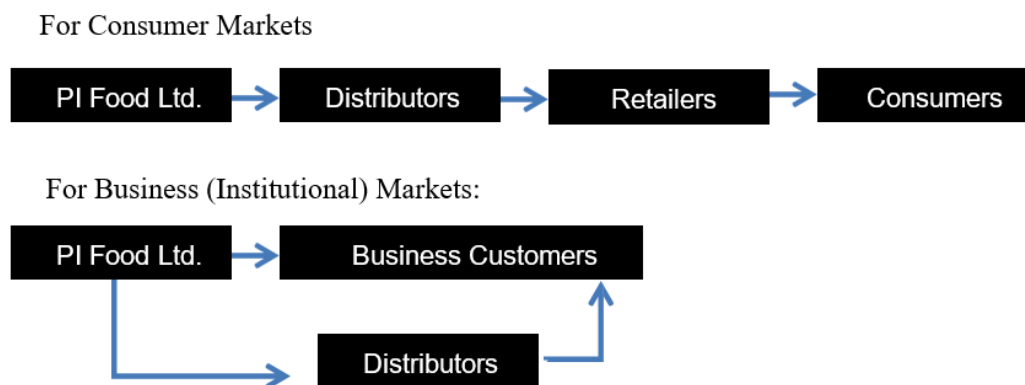 For Consumer Markets
PI Food Ltd. Distributors Retailers Consumers
For Business (Institutional) Markets:
PI Food Ltd. Business Customers
Distributors